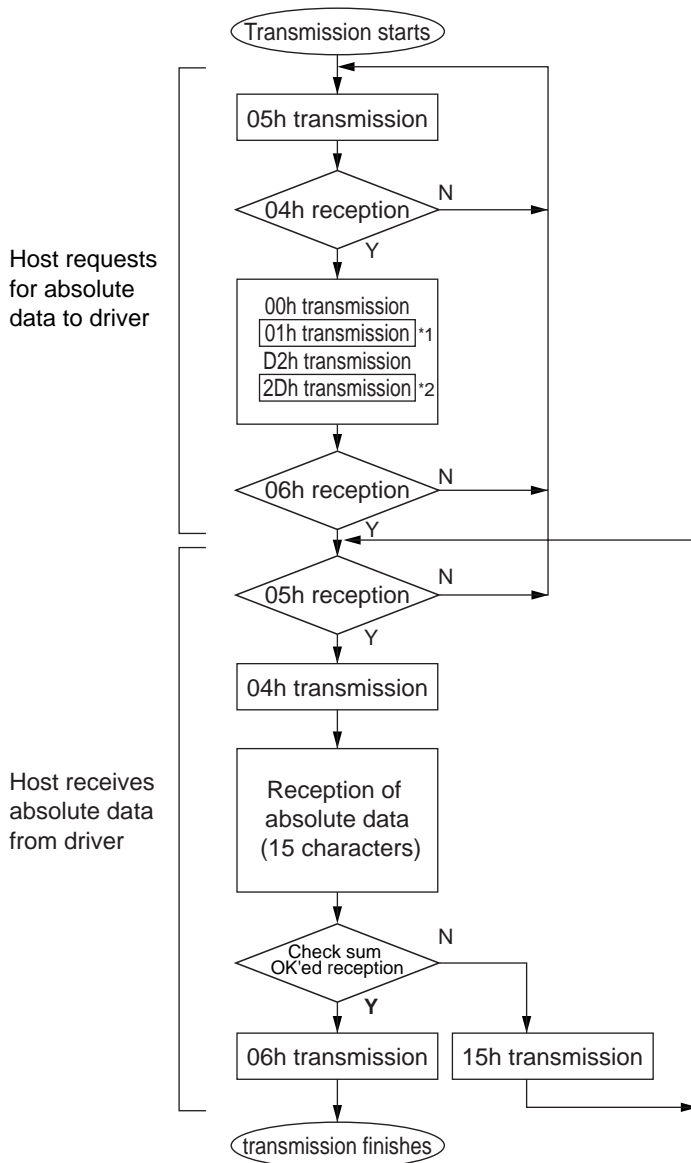 Transmission starts
05h transmission
04h reception
N
Y
Host requests
for absolute
data to driver
00h transmission
01h transmission *1
D2h transmission
2Dh transmission *2
06h reception
N
Y
05h reception
N
Y
04h transmission
Host receives
absolute data
from driver
Reception of
absolute data
(15 characters)
Check sum
OK'ed reception
N
Y
06h transmission
15h transmission
transmission finishes